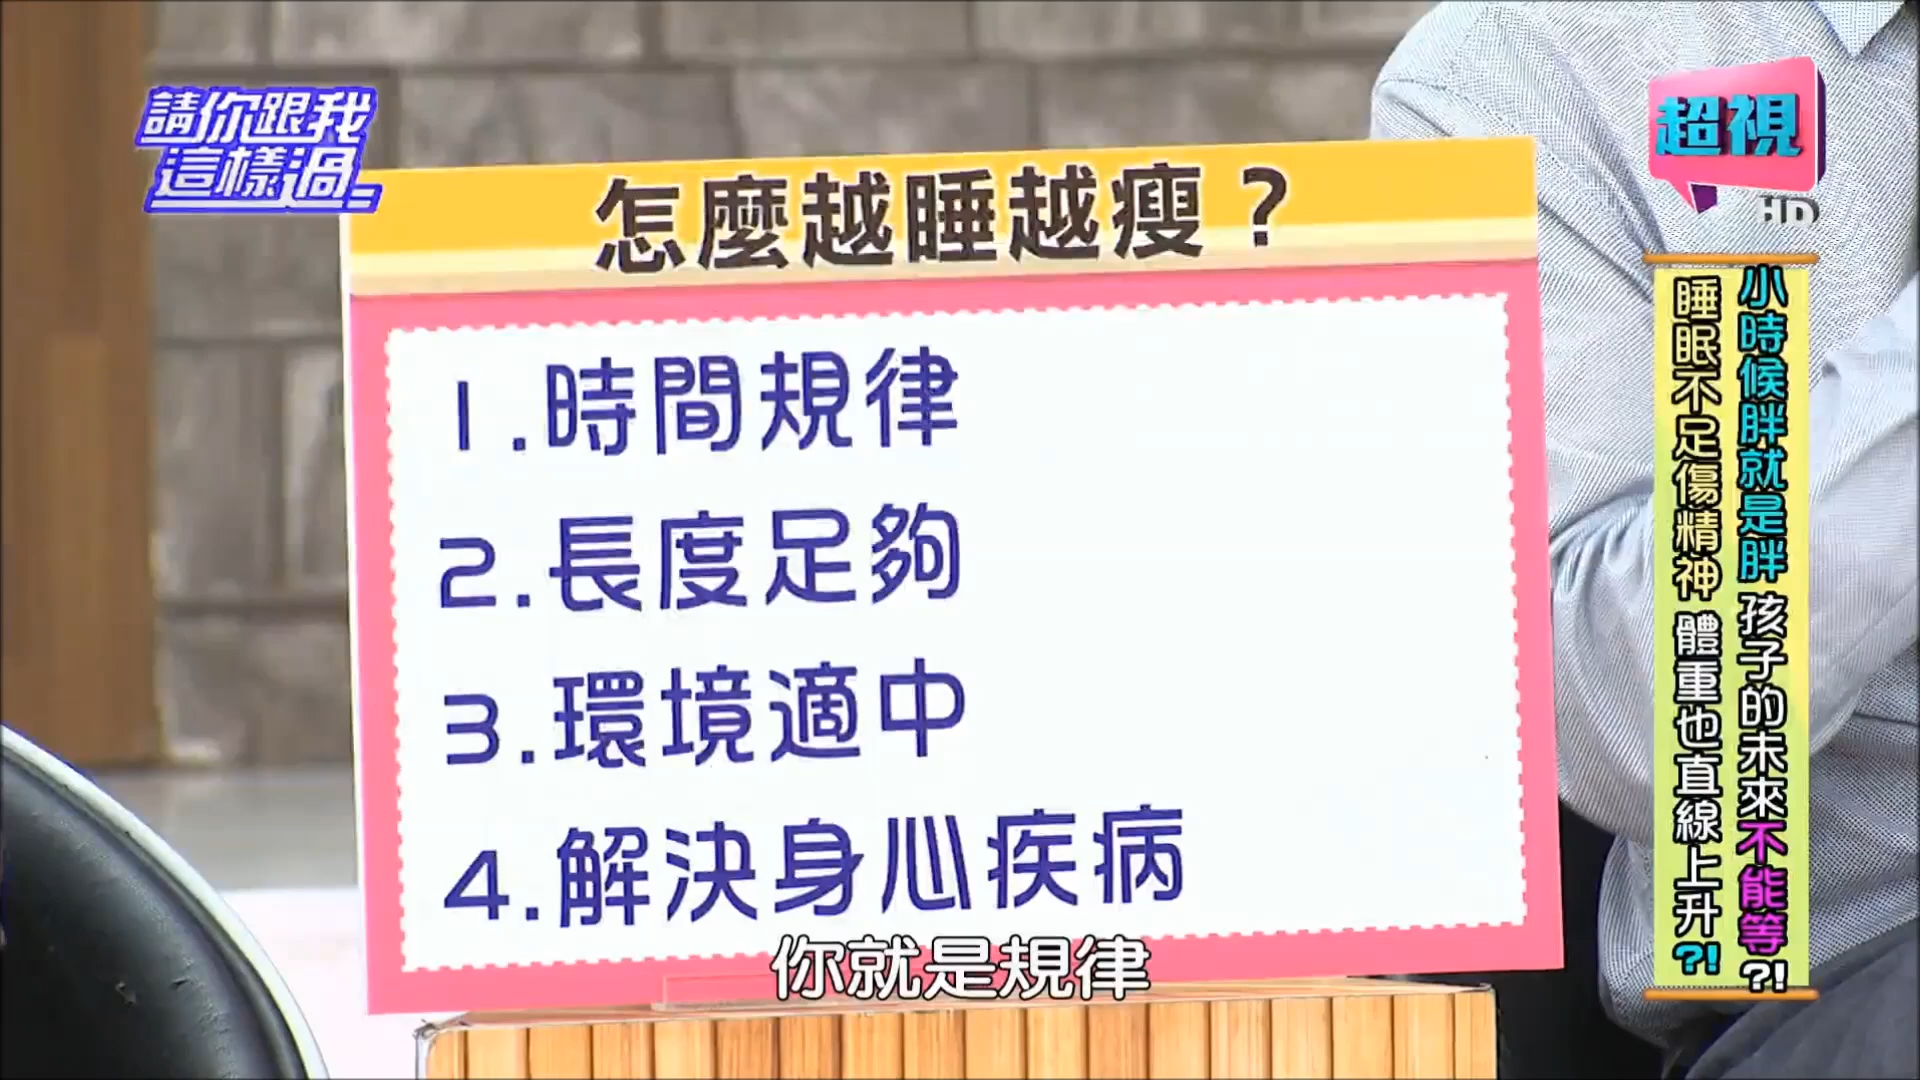 請你跟我
這樣過
超視
HD
怎麼越睡越瘦？
1.時間規律
2.長度足夠
3.環境適中
4.解決身心疾病
小時候胖就是胖 孩子的未來不能等?!
睡眠不足傷精神 體重也直線上升?!
你就是規律